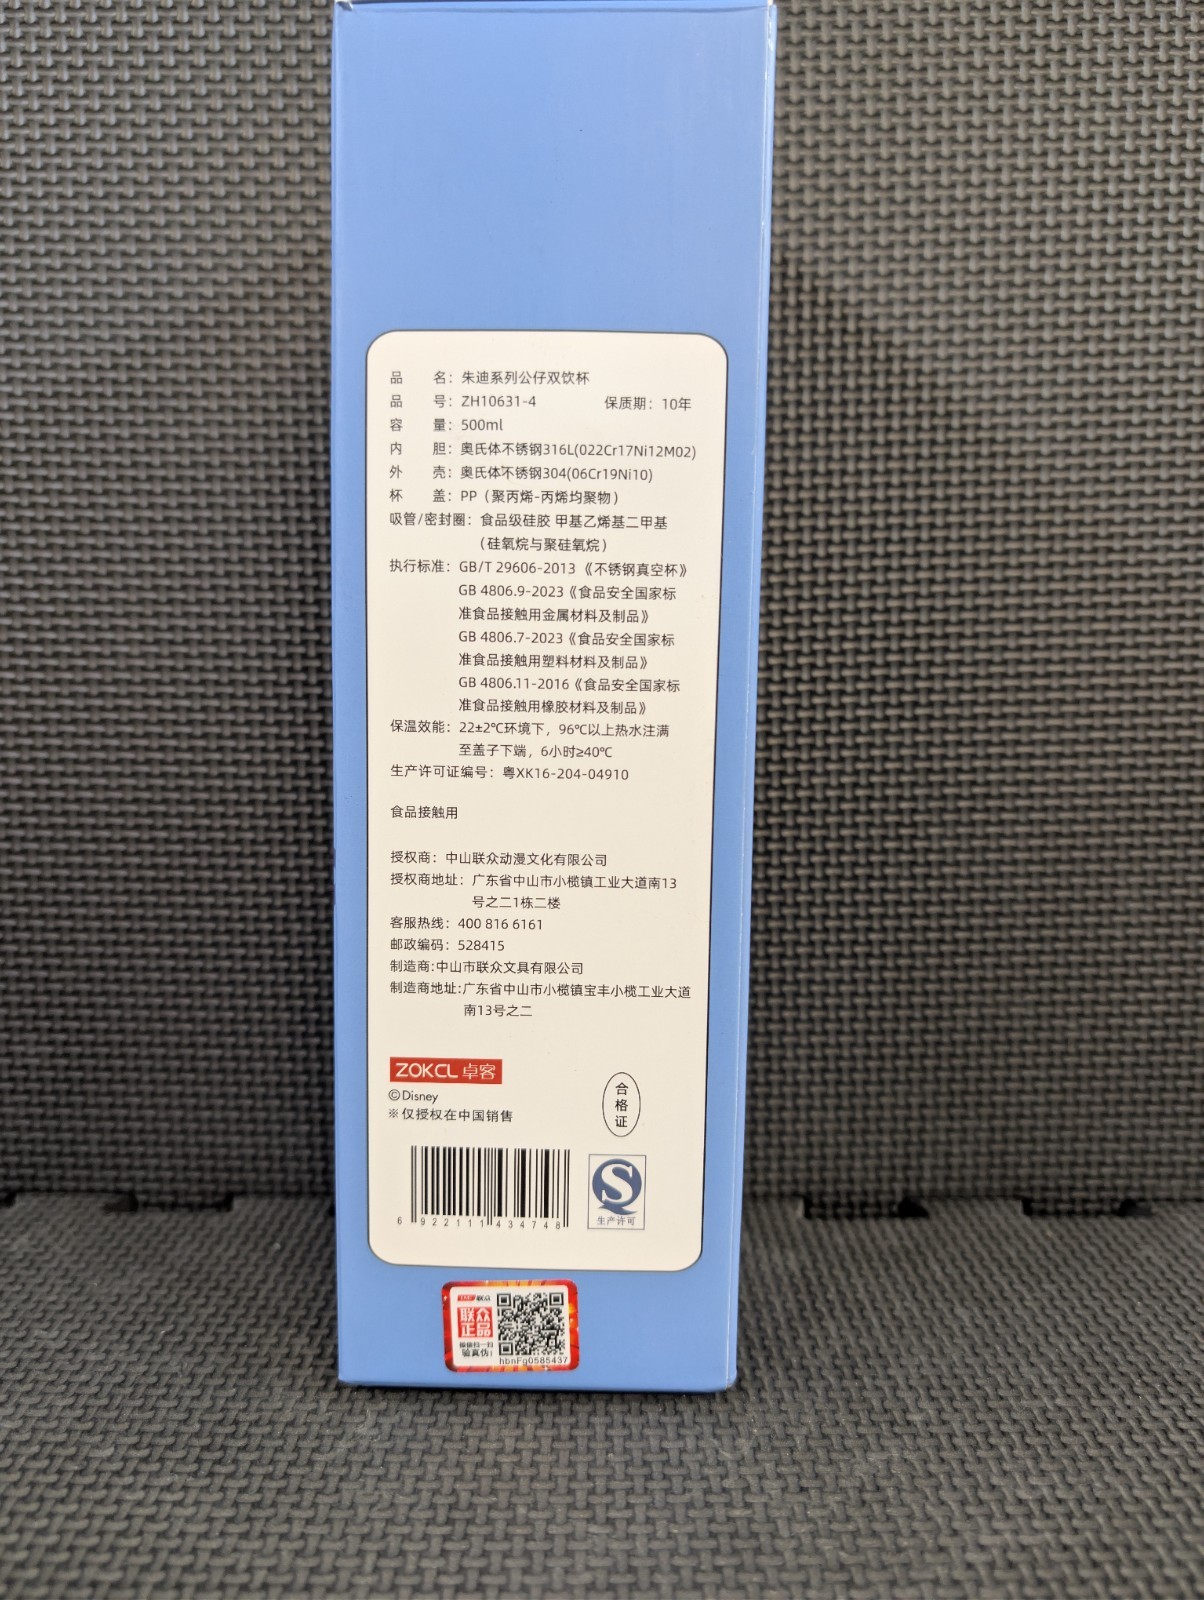 品 名：朱迪系列公仔双饮杯
品 号：ZH10631-4 保质期：10年
容 量：500ml
内 胆：奥氏体不锈钢316L(022Cr17Ni12M02)
外 壳：奥氏体不锈钢304(06Cr19Ni10)
杯 盖：PP（聚丙烯-丙烯均聚物）
吸管/密封圈：食品级硅胶 甲基乙烯基二甲基
（硅氧烷与聚硅氧烷）
执行标准：GB/T 29606-2013《不锈钢真空杯》
GB 4806.9-2023《食品安全国家标
准食品接触用金属材料及制品》
GB 4806.7-2023《食品安全国家标
准食品接触用塑料材料及制品》
GB 4806.11-2016《食品安全国家标
准食品接触用橡胶材料及制品》
保温效能：22±2℃环境下，96℃以上热水注满
至盖子下端，6小时≥40℃
生产许可证编号：粤XK16-204-04910
食品接触用
授权商：中山联众动漫文化有限公司
授权商地址：广东省中山市小榄镇工业大道南13
号之二1栋二楼
客服热线：400 816 6161
邮政编码：528415
制造商:中山市联众文具有限公司
制造商地址:广东省中山市小榄镇宝丰小榄工业大道
南13号之二
ZOKCL 卓客
©Disney
※仅授权在中国销售
合格证
6 922111 434748
S
生产许可
联众
联众
正品
偷偷扫一扫
验真伪!
hbnFg0585437